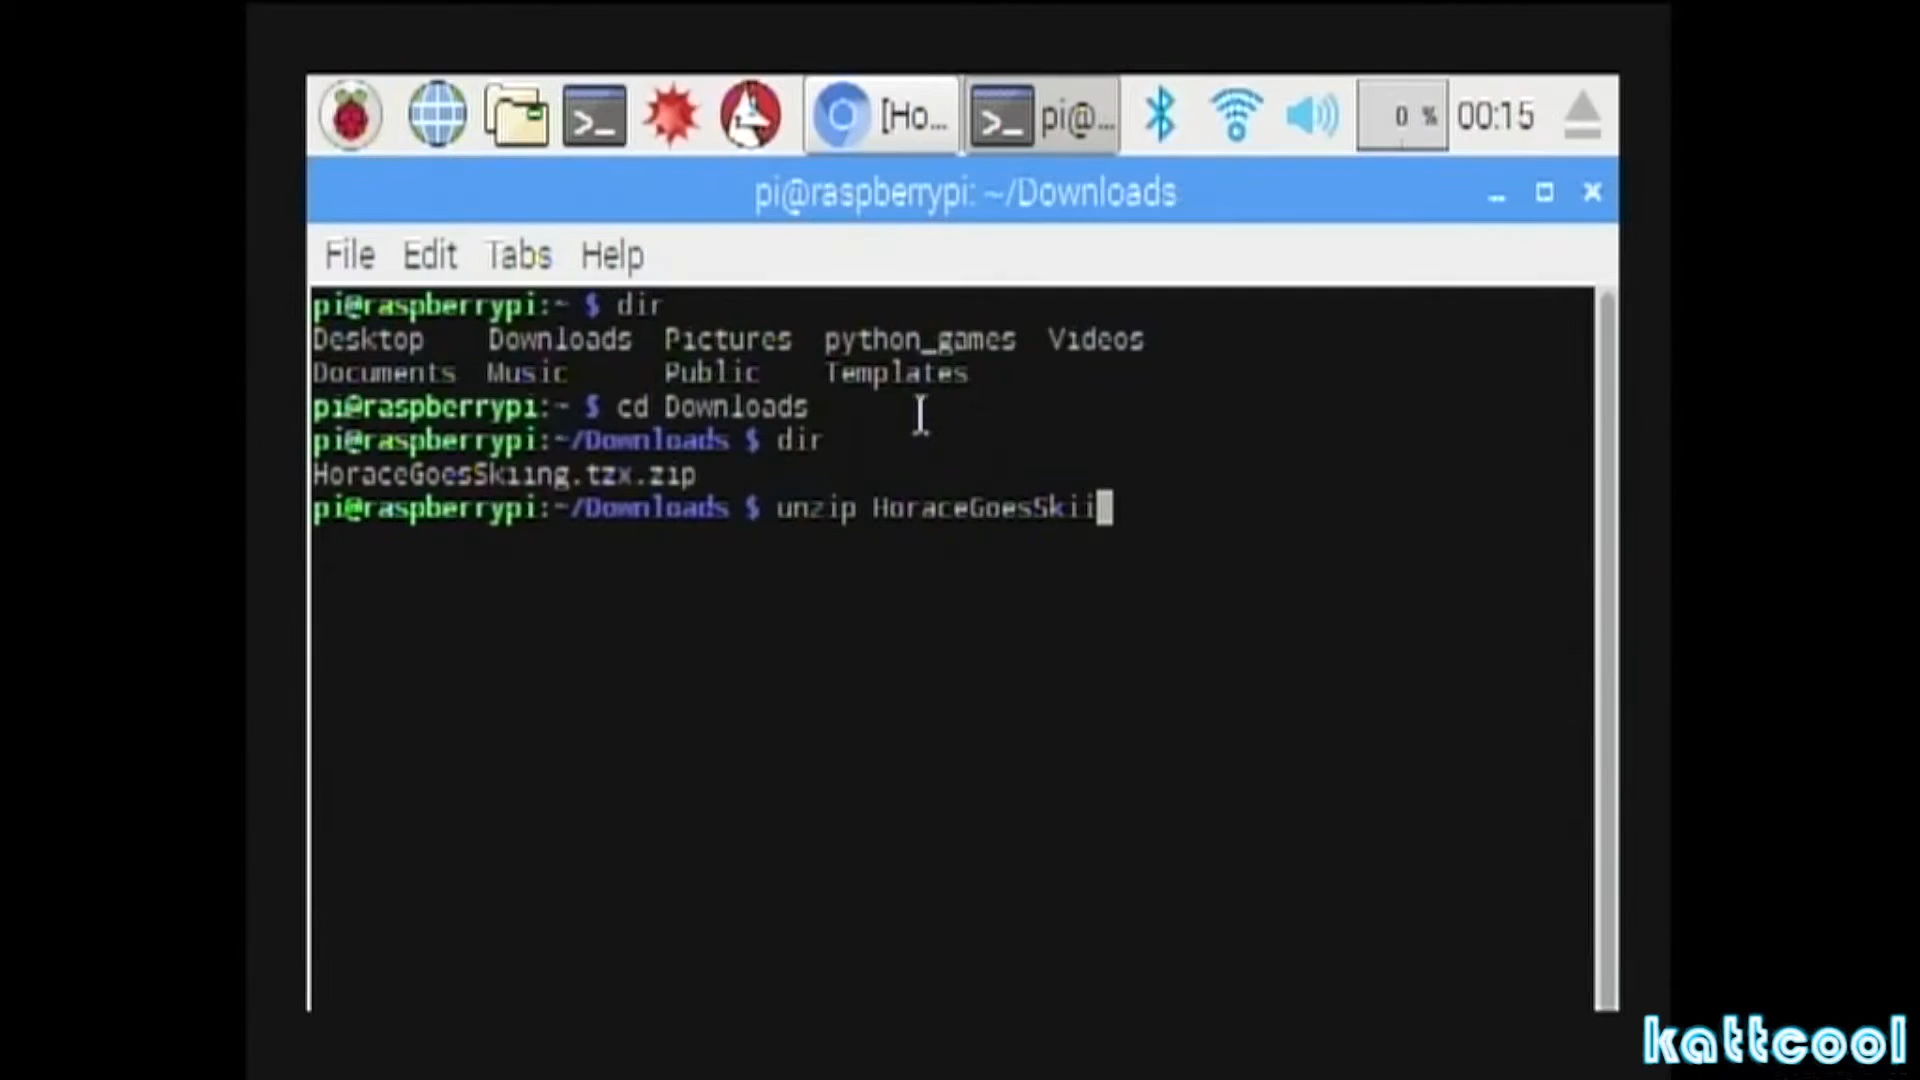 [Ho... pi@... 0 % 00:15
pi@raspberrypi: ~/Downloads
File Edit Tabs Help
pi@raspberrypi:~ $ dir
Desktop Downloads Pictures python_games Videos
Documents Music Public Templates
pi@raspberrypi:~ $ cd Downloads
pi@raspberrypi:~/Downloads $ dir
HoraceGoesSkiing.tzx.zip
pi@raspberrypi:~/Downloads $ unzip HoraceGoesSkii
kattcool